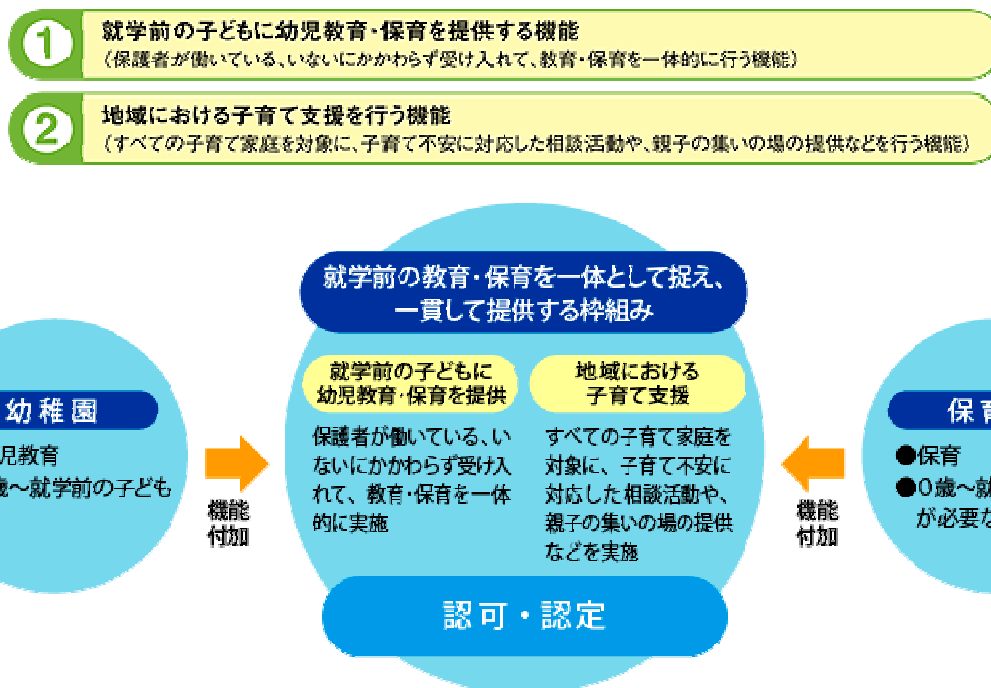 1
就学前の子どもに幼児教育・保育を提供する機能
（保護者が働いている、いないにかかわらず受け入れて、教育・保育を一体的に行う機能）
2
地域における子育て支援を行う機能
（すべての子育て家庭を対象に、子育て不安に対応した相談活動や、親子の集いの場の提供などを行う機能）
就学前の教育・保育を一体として捉え、
一貫して提供する枠組み
幼稚園
児教育
歳～就学前の子ども
機能
付加
就学前の子どもに
幼児教育・保育を提供
保護者が働いている、い
ないにかかわらず受け入
れて、教育・保育を一体
的に実施
地域における
子育て支援
すべての子育て家庭を
対象に、子育て不安に
対応した相談活動や、
親子の集いの場の提供
などを実施
認可・認定
機能
付加
保育
●保育
●0歳～就
が必要な